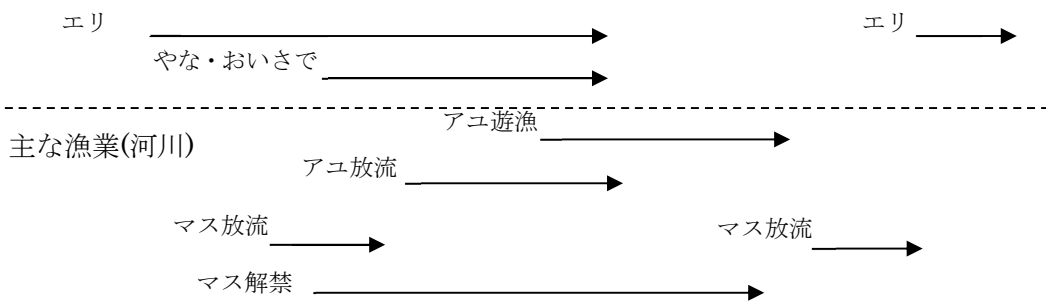 エリ エリ
やな・おいさで
アユ遊漁
主な漁業(河川)
アユ放流
マス放流 マス放流
マス解禁